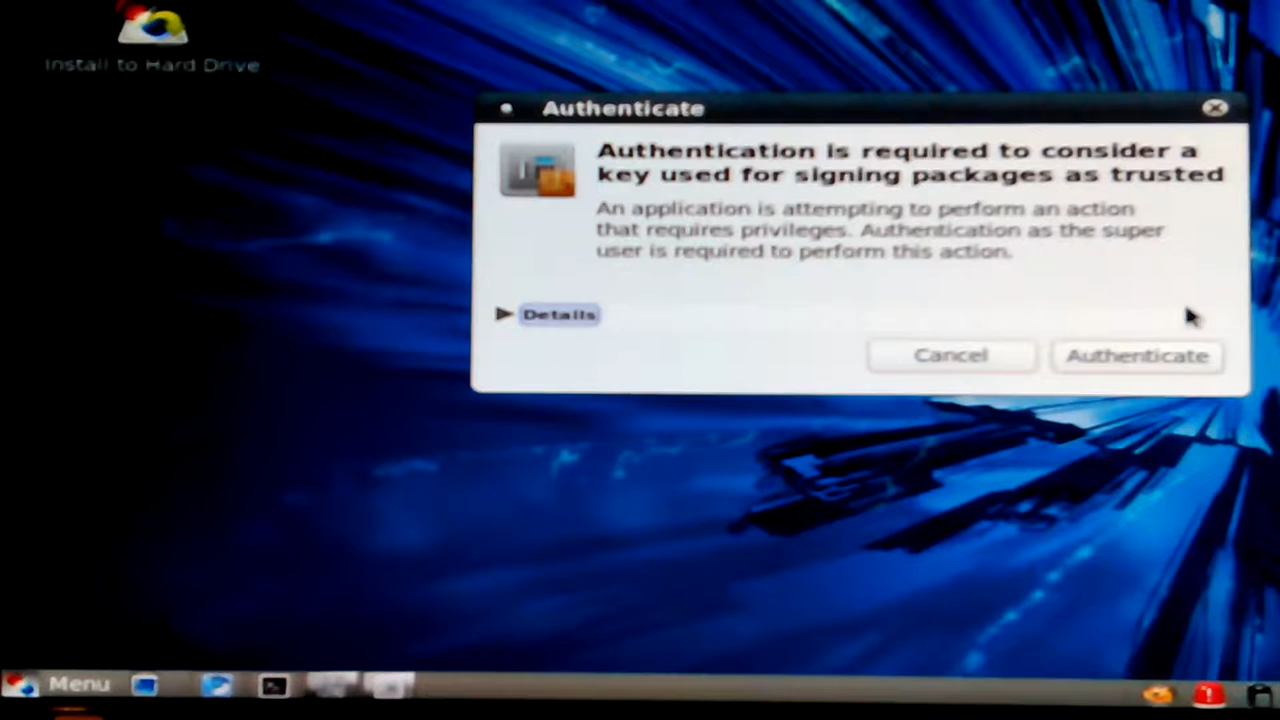 Install to Hard Drive
Authenticate
Authentication is required to consider a
key used for signing packages as trusted
An application is attempting to perform an action
that requires privileges. Authentication as the super
user is required to perform this action.
Details
Cancel
Authenticate
Menu